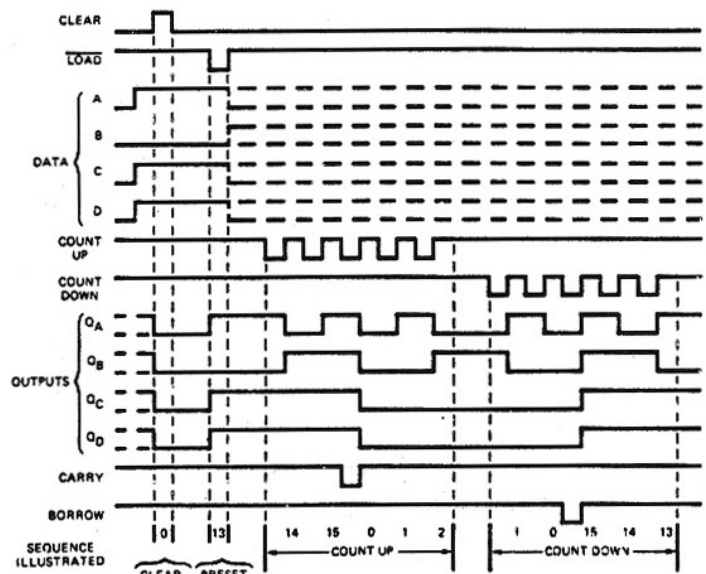 CLEAR
LOAD
A
B
DATA
C
D
COUNT
UP
COUNT
DOWN
QA
QB
OUTPUTS
QC
QD
CARRY
BORROW
0 13 14 15 0 1 2 1 0 15 14 13
SEQUENCE
ILLUSTRATED
COUNT UP COUNT DOWN
CLEAR PRESET